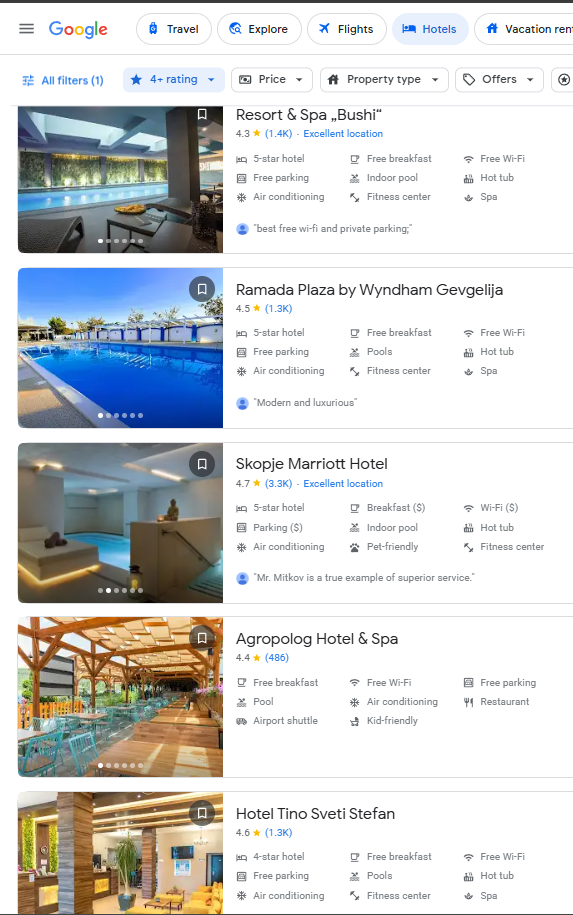 Google
Travel
Explore
Flights
Hotels
Vacation rent
All filters (1)
4+ rating
Price
Property type
Offers
Resort & Spa „Bushi“
4.3 ★ (1.4K) · Excellent location
5-star hotel Free breakfast Free Wi-Fi
Free parking Indoor pool Hot tub
Air conditioning Fitness center Spa
"best free wi-fi and private parking;"
Ramada Plaza by Wyndham Gevgelija
4.5 ★ (1.3K)
5-star hotel Free breakfast Free Wi-Fi
Free parking Pools Hot tub
Air conditioning Fitness center Spa
"Modern and luxurious"
Skopje Marriott Hotel
4.7 ★ (3.3K) · Excellent location
5-star hotel Breakfast ($) Wi-Fi ($)
Parking ($) Indoor pool Hot tub
Air conditioning Pet-friendly Fitness center
"Mr. Mitkov is a true example of superior service."
Agropolog Hotel & Spa
4.4 ★ (486)
Free breakfast Free Wi-Fi Free parking
Pool Air conditioning Restaurant
Airport shuttle Kid-friendly
Hotel Tino Sveti Stefan
4.6 ★ (1.3K)
4-star hotel Free breakfast Free Wi-Fi
Free parking Pools Hot tub
Air conditioning Fitness center Spa